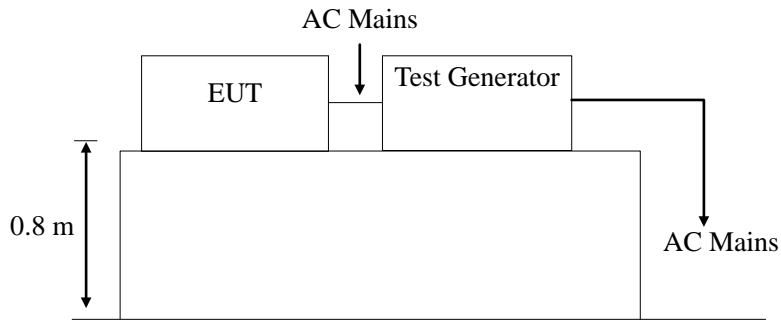 AC Mains
EUT
Test Generator
0.8 m
AC Mains